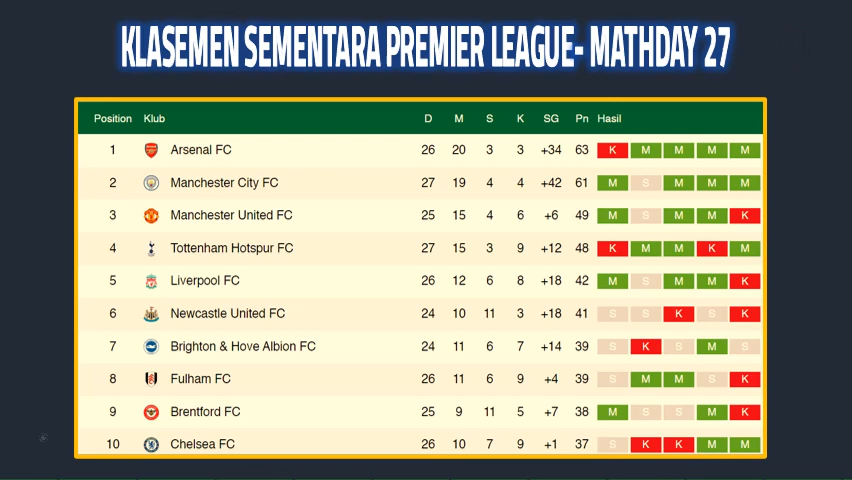 KLASEMEN SEMENTARA PREMIER LEAGUE- MATHDAY 27
Position Klub D M S K SG Pn Hasil
1 Arsenal FC 26 20 3 3 +34 63 K M M M M
2 Manchester City FC 27 19 4 4 +42 61 M S M M M
3 Manchester United FC 25 15 4 6 +6 49 M S M M K
4 Tottenham Hotspur FC 27 15 3 9 +12 48 K M M K M
5 Liverpool FC 26 12 6 8 +18 42 M S M M K
6 Newcastle United FC 24 10 11 3 +18 41 S S K S K
7 Brighton & Hove Albion FC 24 11 6 7 +14 39 S K S M S
8 Fulham FC 26 11 6 9 +4 39 S M M S K
9 Brentford FC 25 9 11 5 +7 38 M S S M K
10 Chelsea FC 26 10 7 9 +1 37 S K K M M